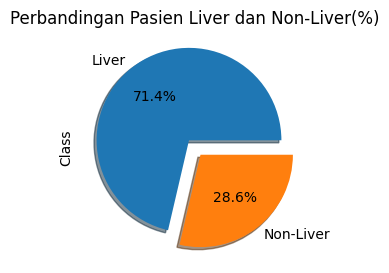 Perbandingan Pasien Liver dan Non-Liver(%)
Liver
71.4%
Class
28.6%
Non-Liver